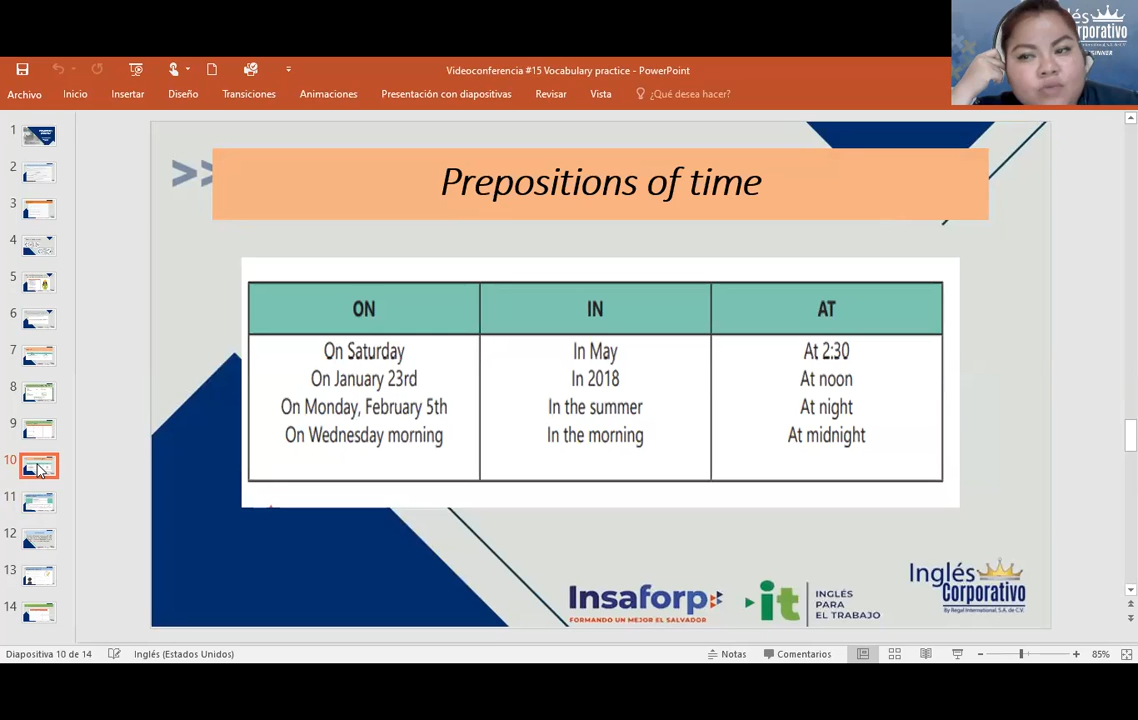 Videoconferencia #15 Vocabulary practice - PowerPoint
Archivo Inicio Insertar Diseño Transiciones Animaciones Presentación con diapositivas Revisar Vista ¿Qué desea hacer?
1
2
3
4
5
6
7
8
9
10
11
12
13
14
>>
Prepositions of time
ON IN AT
On Saturday In May At 2:30
On January 23rd In 2018 At noon
On Monday, February 5th In the summer At night
On Wednesday morning In the morning At midnight
Insaforp
FORMANDO UN MEJOR EL SALVADOR
it
INGLÉS
PARA
EL TRABAJO
Inglés
Corporativo
By Regal International, S.A. de C.V.
Diapositiva 10 de 14 Inglés (Estados Unidos) Notas Comentarios 85%